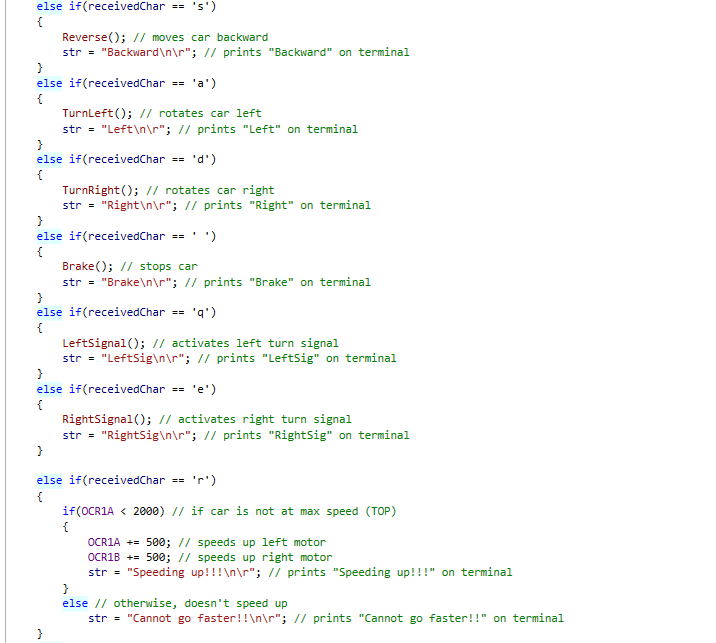 else if(receivedChar == 's')
{
Reverse(); // moves car backward
str = "Backward\n\r"; // prints "Backward" on terminal
}
else if(receivedChar == 'a')
{
TurnLeft(); // rotates car left
str = "Left\n\r"; // prints "Left" on terminal
}
else if(receivedChar == 'd')
{
TurnRight(); // rotates car right
str = "Right\n\r"; // prints "Right" on terminal
}
else if(receivedChar == ' ')
{
Brake(); // stops car
str = "Brake\n\r"; // prints "Brake" on terminal
}
else if(receivedChar == 'q')
{
LeftSignal(); // activates left turn signal
str = "LeftSig\n\r"; // prints "LeftSig" on terminal
}
else if(receivedChar == 'e')
{
RightSignal(); // activates right turn signal
str = "RightSig\n\r"; // prints "RightSig" on terminal
}
else if(receivedChar == 'r')
{
if(OCR1A < 2000) // if car is not at max speed (TOP)
{
OCR1A += 500; // speeds up left motor
OCR1B += 500; // speeds up right motor
str = "Speeding up!!!\n\r"; // prints "Speeding up!!!" on terminal
}
else // otherwise, doesn't speed up
str = "Cannot go faster!!\n\r"; // prints "Cannot go faster!!" on terminal
}